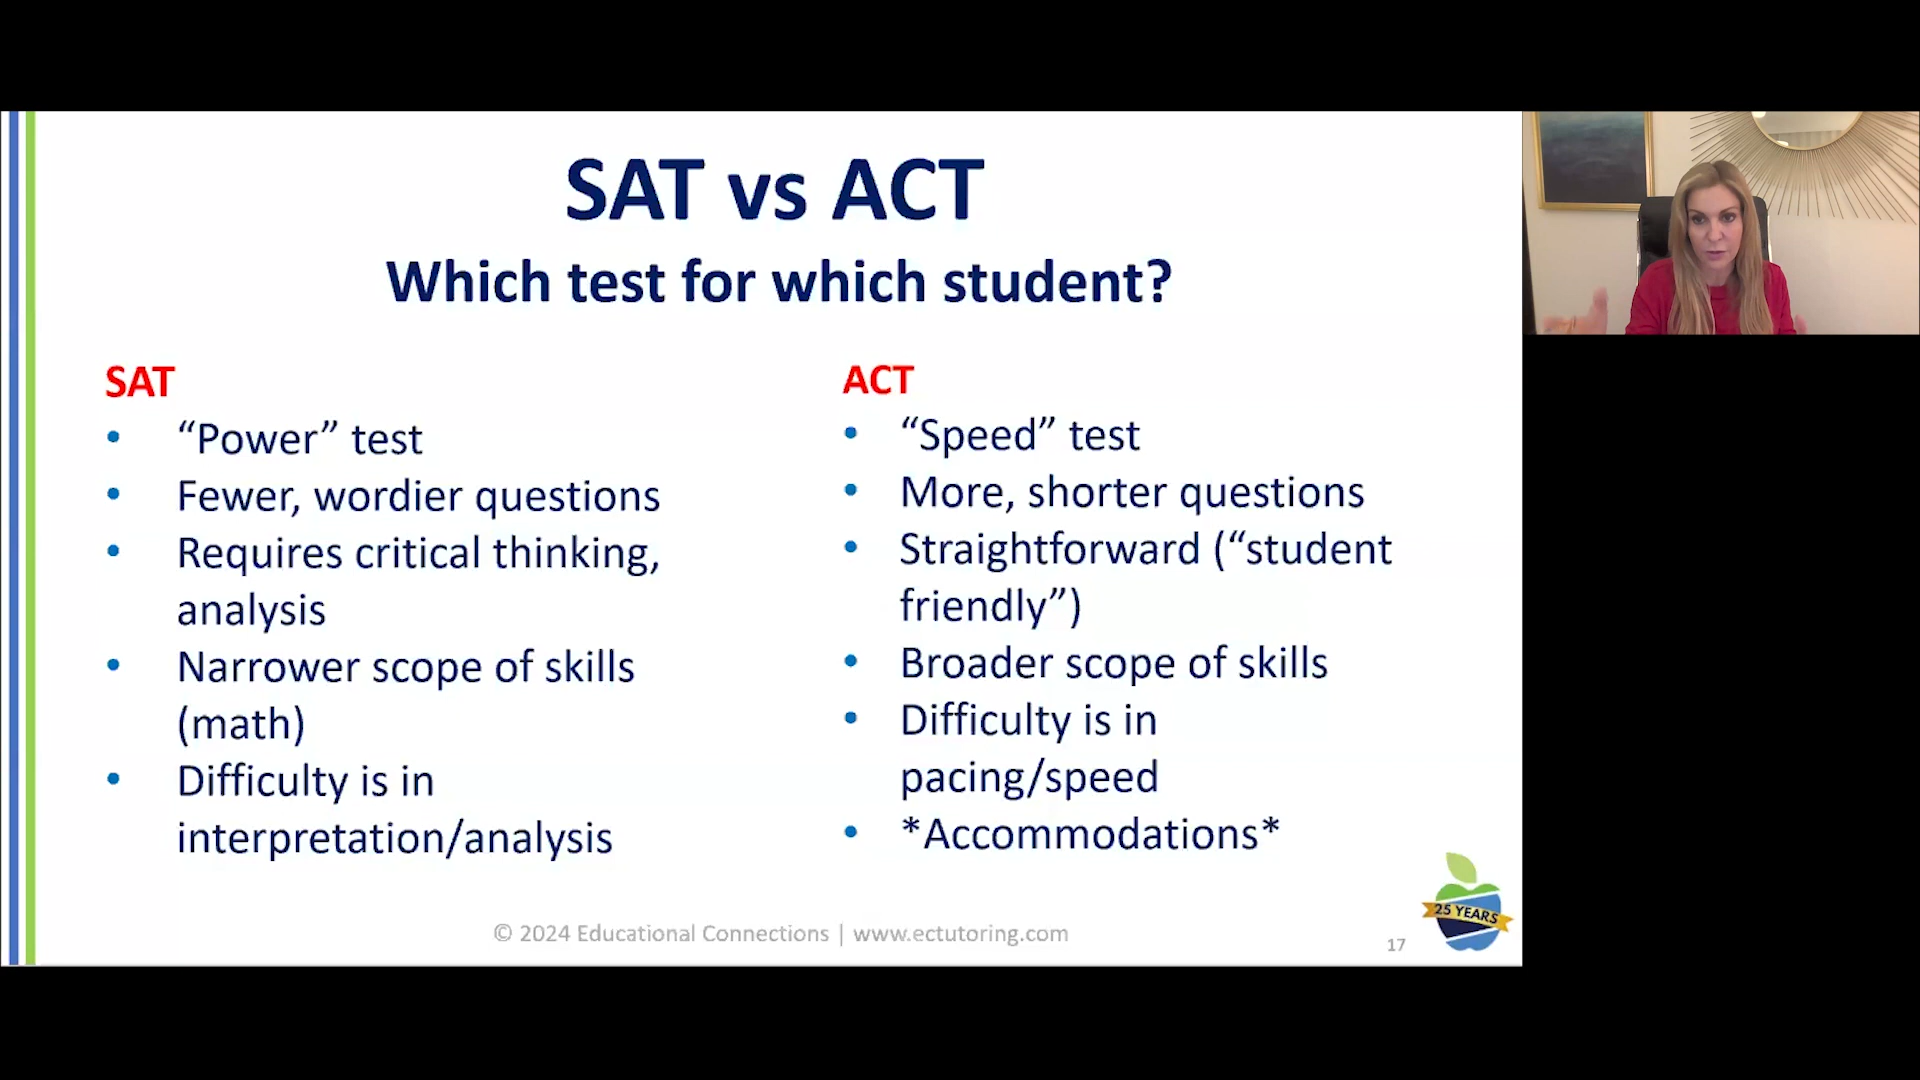 SAT vs ACT
Which test for which student?
SAT
• “Power” test
• Fewer, wordier questions
• Requires critical thinking,
analysis
• Narrower scope of skills
(math)
• Difficulty is in
interpretation/analysis
ACT
• “Speed” test
• More, shorter questions
• Straightforward (“student
friendly”)
• Broader scope of skills
• Difficulty is in
pacing/speed
• *Accommodations*
© 2024 Educational Connections | www.ectutoring.com
17
25 YEARS